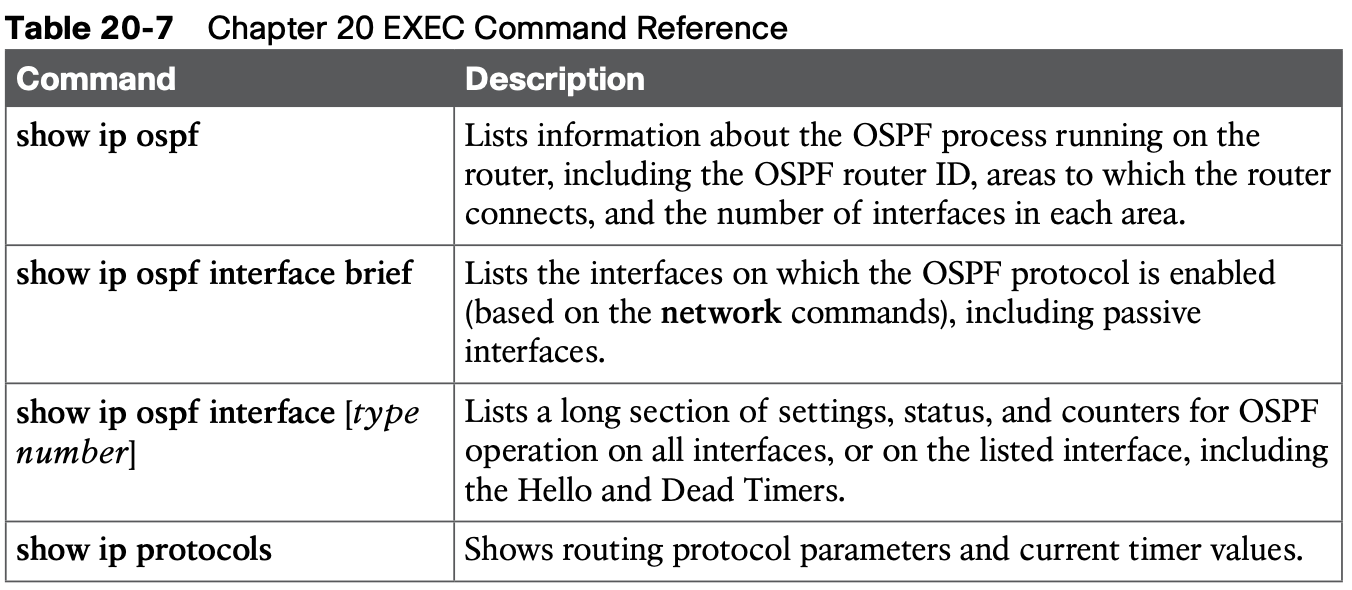 Table 20-7 Chapter 20 EXEC Command Reference
Command Description
show ip ospf
Lists information about the OSPF process running on the
router, including the OSPF router ID, areas to which the router
connects, and the number of interfaces in each area.
show ip ospf interface brief
Lists the interfaces on which the OSPF protocol is enabled
(based on the network commands), including passive
interfaces.
show ip ospf interface [type
number]
Lists a long section of settings, status, and counters for OSPF
operation on all interfaces, or on the listed interface, including
the Hello and Dead Timers.
show ip protocols
Shows routing protocol parameters and current timer values.